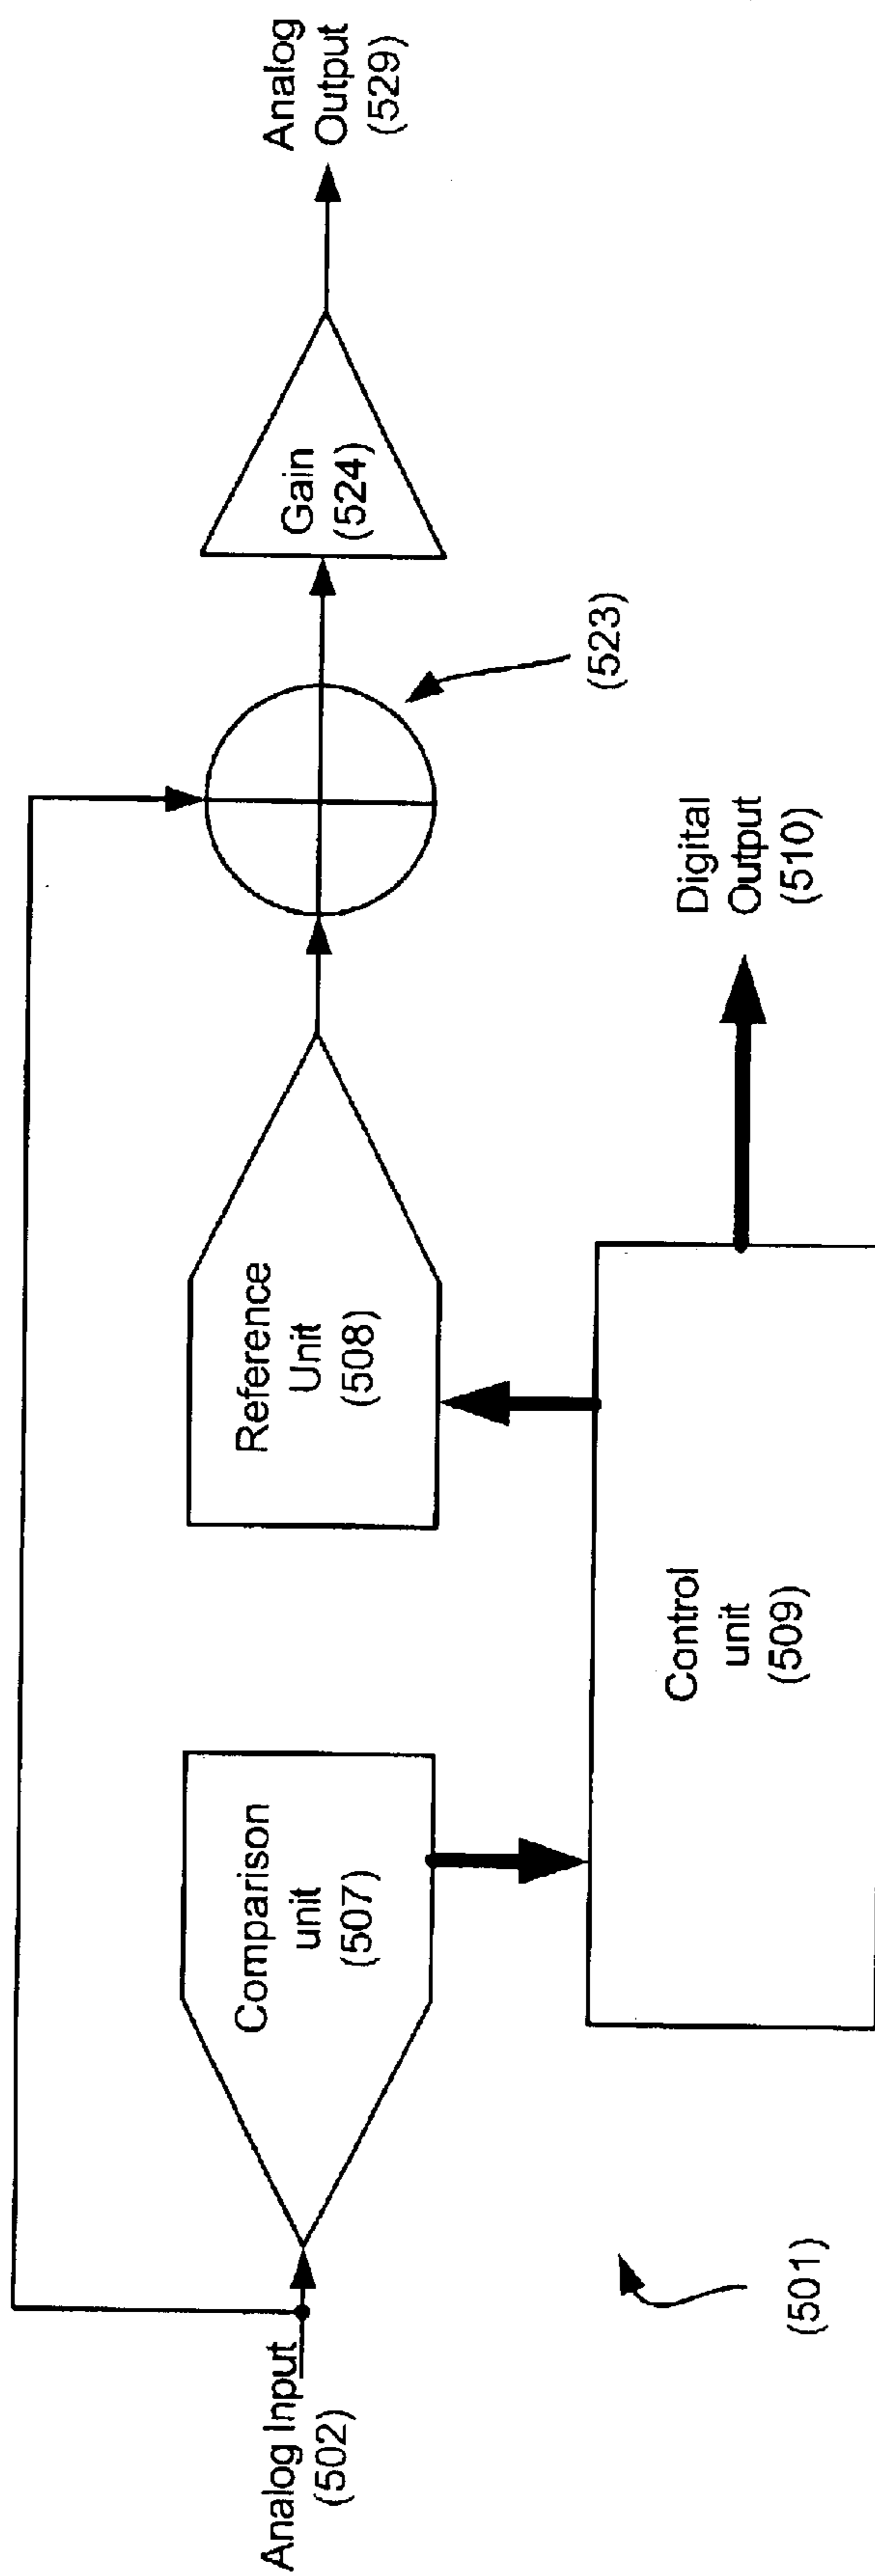 Analog Input
(502)
Comparison
unit
(507)
Reference
Unit
(508)
(523)
Gain
(524)
Analog
Output
(529)
(501)
Control
unit
(509)
Digital
Output
(510)